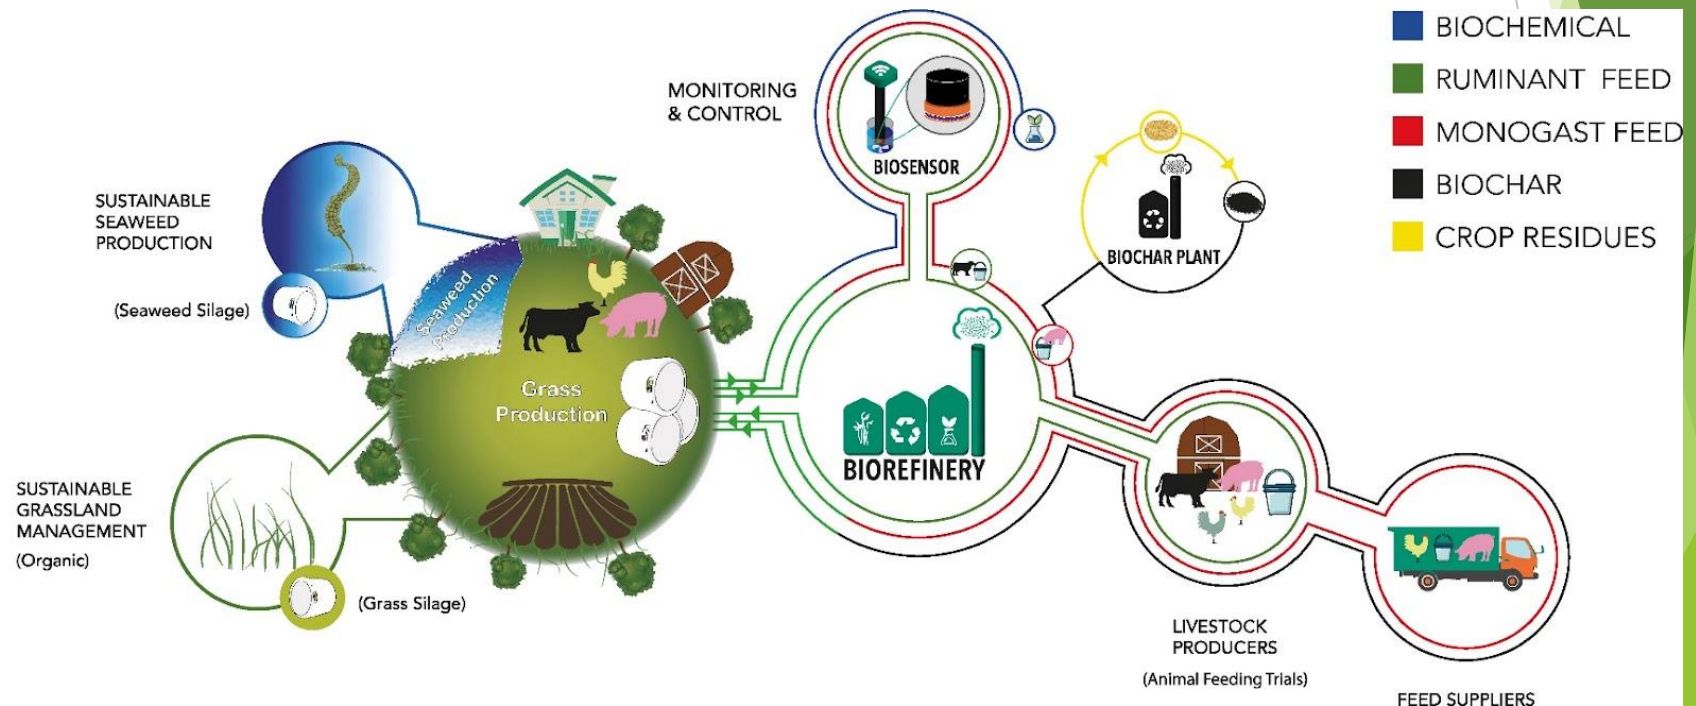 BIOCHEMICAL
RUMINANT FEED
MONOGAST FEED
BIOCHAR
CROP RESIDUES
MONITORING
& CONTROL
BIOSENSOR
BIOCHAR PLANT
SUSTAINABLE
SEAWEED
PRODUCTION
(Seaweed Silage)
Seaweed
Production
Grass
Production
BIOREFINERY
SUSTAINABLE
GRASSLAND
MANAGEMENT
(Organic)
(Grass Silage)
LIVESTOCK
PRODUCERS
(Animal Feeding Trials)
FEED SUPPLIERS